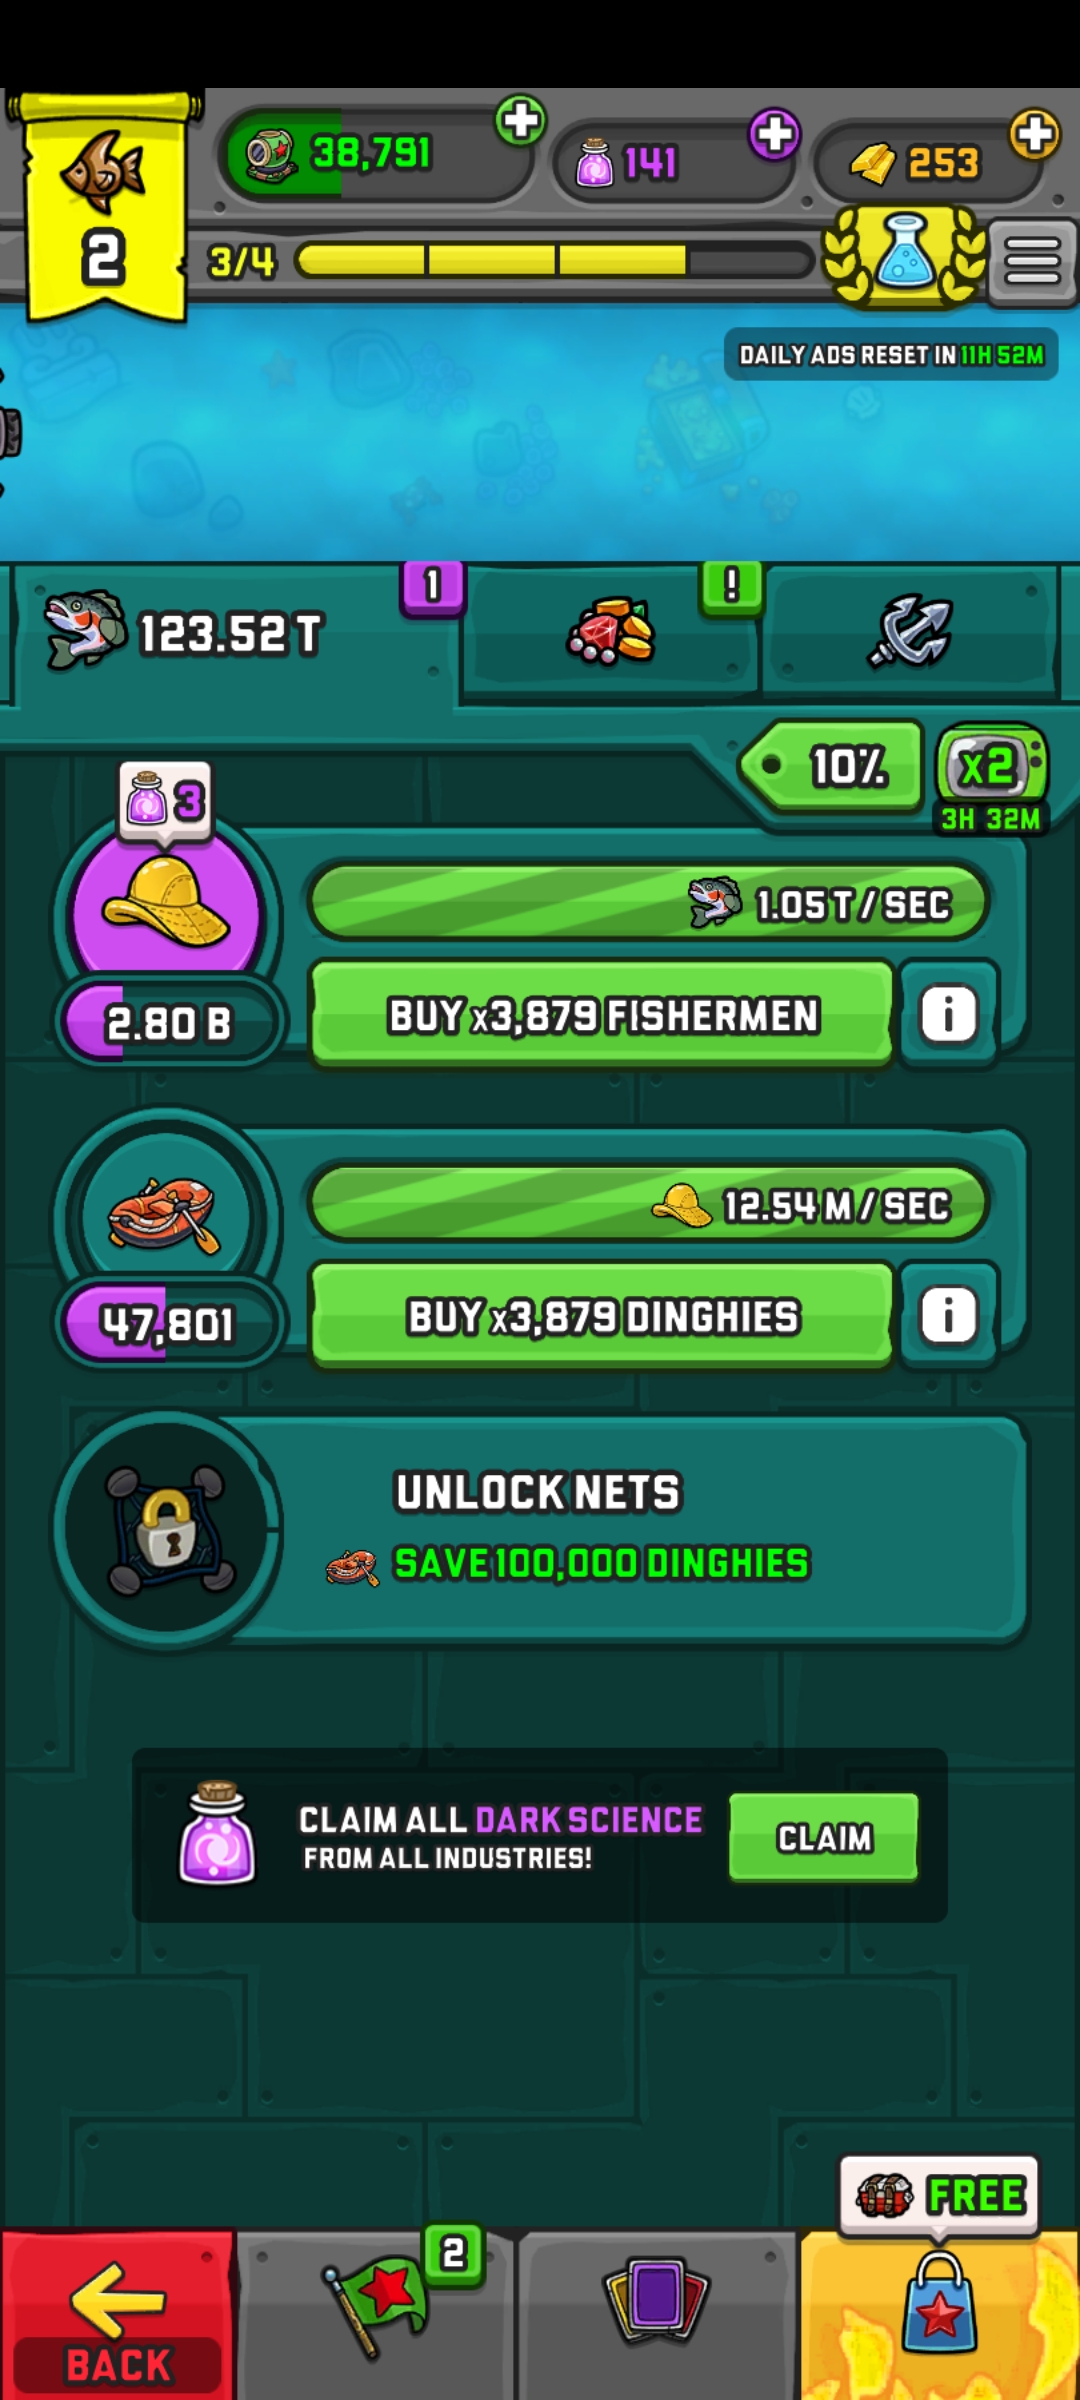 38,791
141
253
2
3/4
DAILY ADS RESET IN 11H 52M
123.52 T
1
!
10%
x2
3H 32M
3
1.05 T / SEC
2.80 B
BUY x3,879 FISHERMEN
i
12.54 M / SEC
47,801
BUY x3,879 DINGHIES
i
UNLOCK NETS
SAVE 100,000 DINGHIES
CLAIM ALL DARK SCIENCE
FROM ALL INDUSTRIES!
CLAIM
FREE
2
BACK